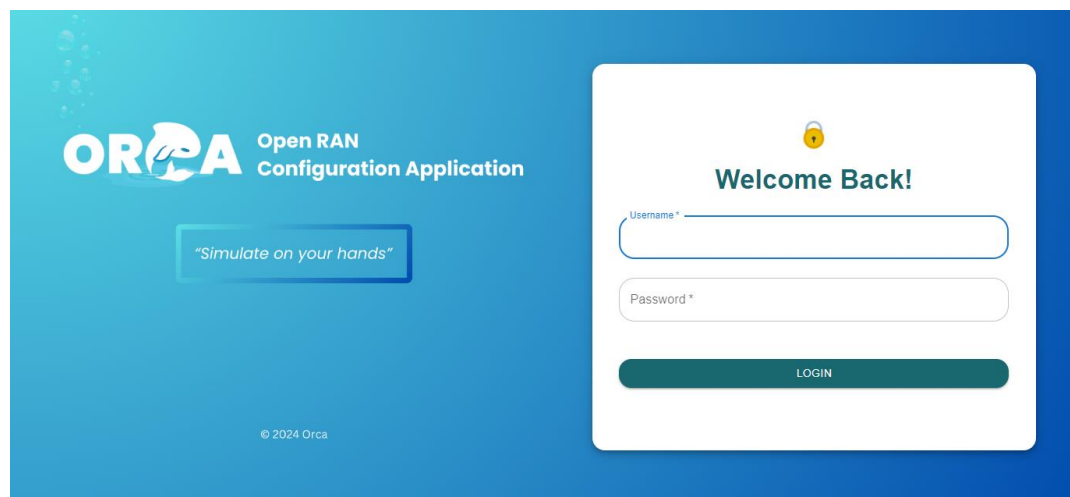 ORCA
Open RAN
Configuration Application
“Simulate on your hands”
© 2024 Orca
Welcome Back!
Username *
Password *
LOGIN